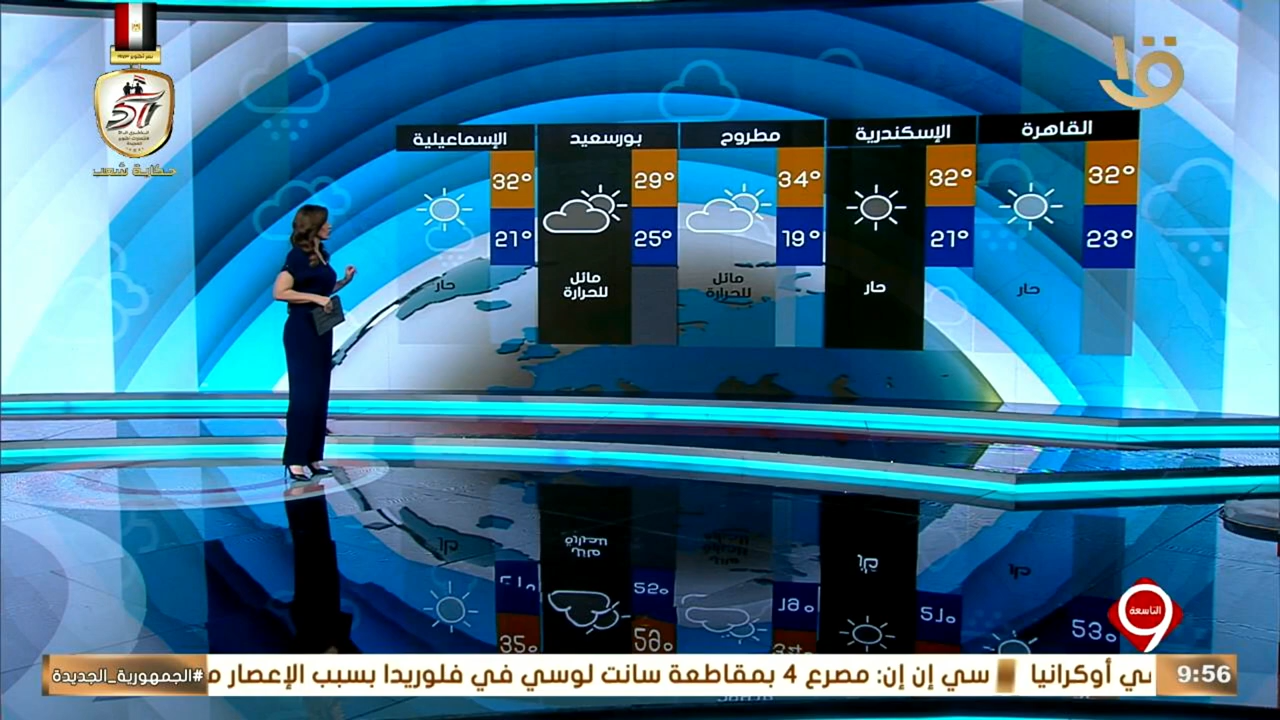 حكاية شعب
القاهرة
32°
23°
حار
الإسكندرية
32°
21°
حار
مطروح
34°
19°
مائل
للحرارة
بورسعيد
29°
25°
مائل
للحرارة
الإسماعيلية
32°
21°
حار
التاسعة
9
9:56
ي أوكرانيا
سي إن إن: مصرع 4 بمقاطعة سانت لوسي في فلوريدا بسبب الإعصار م
#الجمهورية_الجديدة